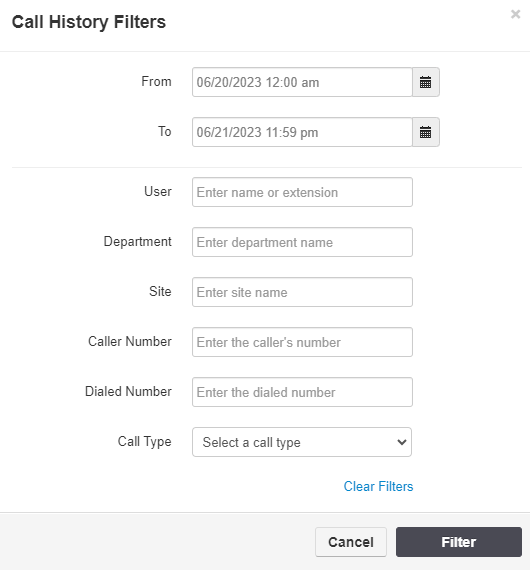 Call History Filters
×
From 06/20/2023 12:00 am
To 06/21/2023 11:59 pm
User Enter name or extension
Department Enter department name
Site Enter site name
Caller Number Enter the caller's number
Dialed Number Enter the dialed number
Call Type Select a call type
Clear Filters
Cancel Filter